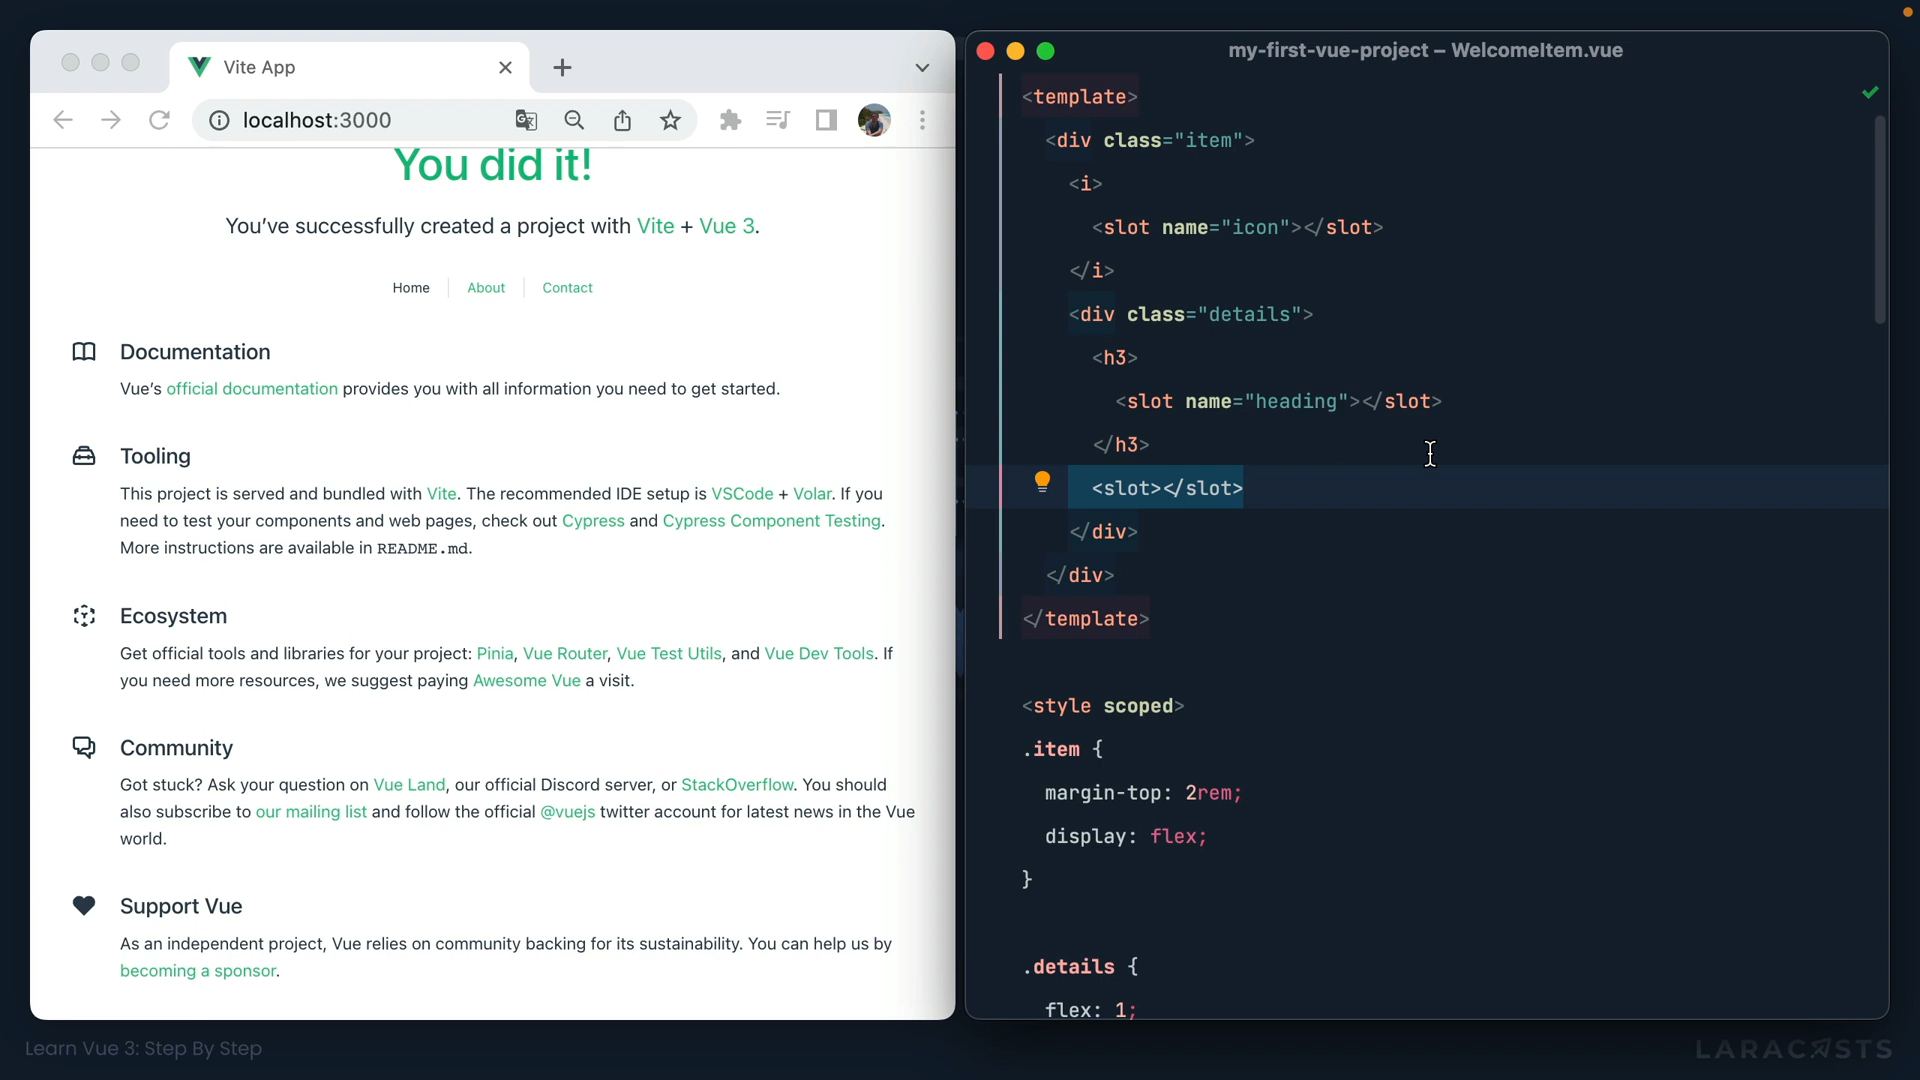 Vite App
localhost:3000
You did it!
You’ve successfully created a project with Vite + Vue 3.
Home
About
Contact
Documentation
Vue’s official documentation provides you with all information you need to get started.
Tooling
This project is served and bundled with Vite. The recommended IDE setup is VSCode + Volar. If you
need to test your components and web pages, check out Cypress and Cypress Component Testing.
More instructions are available in README.md.
Ecosystem
Get official tools and libraries for your project: Pinia, Vue Router, Vue Test Utils, and Vue Dev Tools. If
you need more resources, we suggest paying Awesome Vue a visit.
Community
Got stuck? Ask your question on Vue Land, our official Discord server, or StackOverflow. You should
also subscribe to our mailing list and follow the official @vuejs twitter account for latest news in the Vue
world.
Support Vue
As an independent project, Vue relies on community backing for its sustainability. You can help us by
becoming a sponsor.
my-first-vue-project – WelcomeItem.vue
<template>
<div class="item">
<i>
<slot name="icon"></slot>
</i>
<div class="details">
<h3>
<slot name="heading"></slot>
</h3>
<slot></slot>
</div>
</div>
</template>
<style scoped>
.item {
margin-top: 2rem;
display: flex;
}
.details {
flex: 1;
Learn Vue 3: Step By Step
LARACASTS